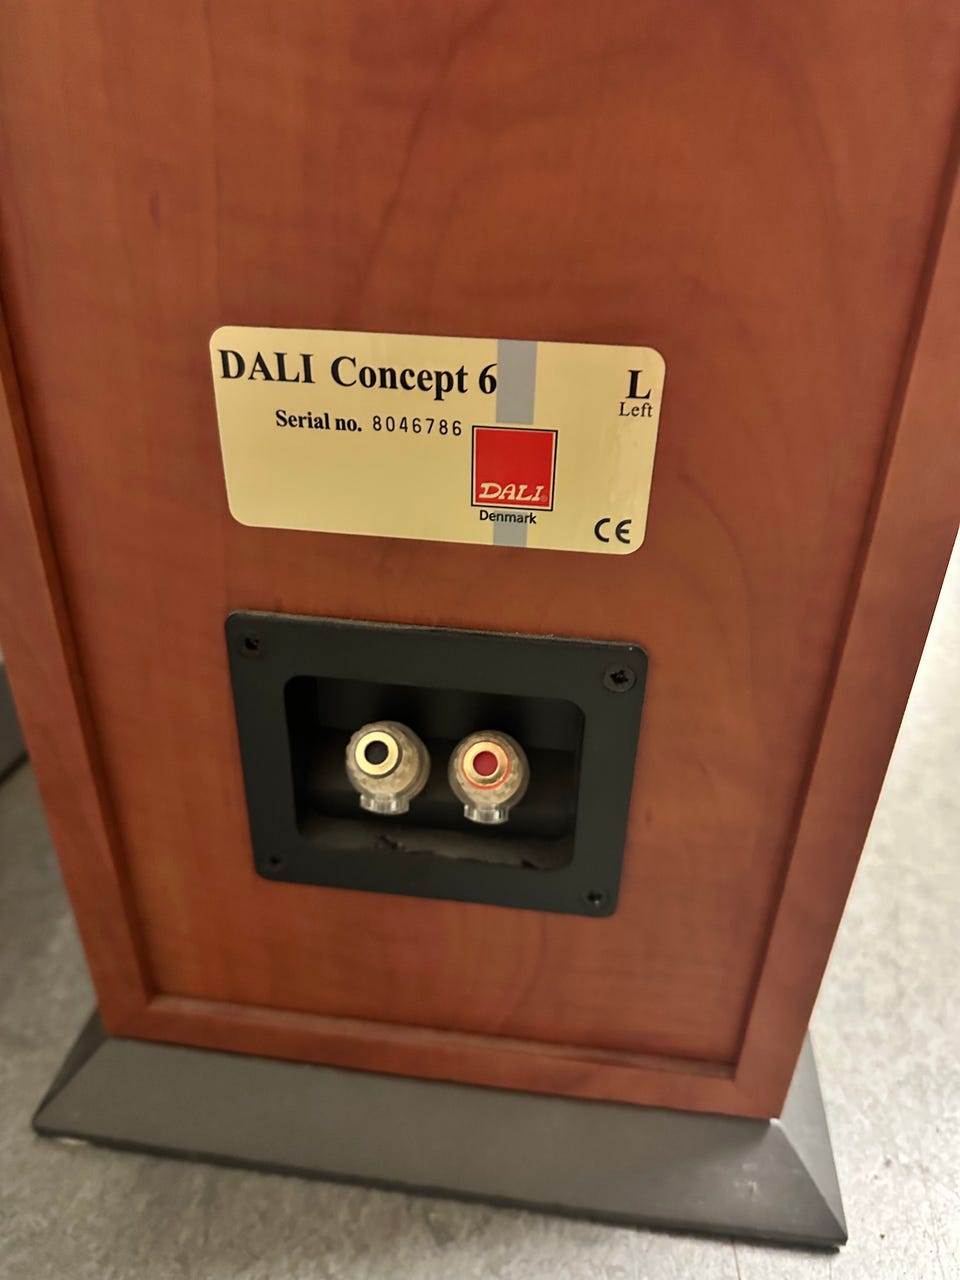 DALI Concept 6
L
Left
Serial no. 8046786
DALI
Denmark
CE